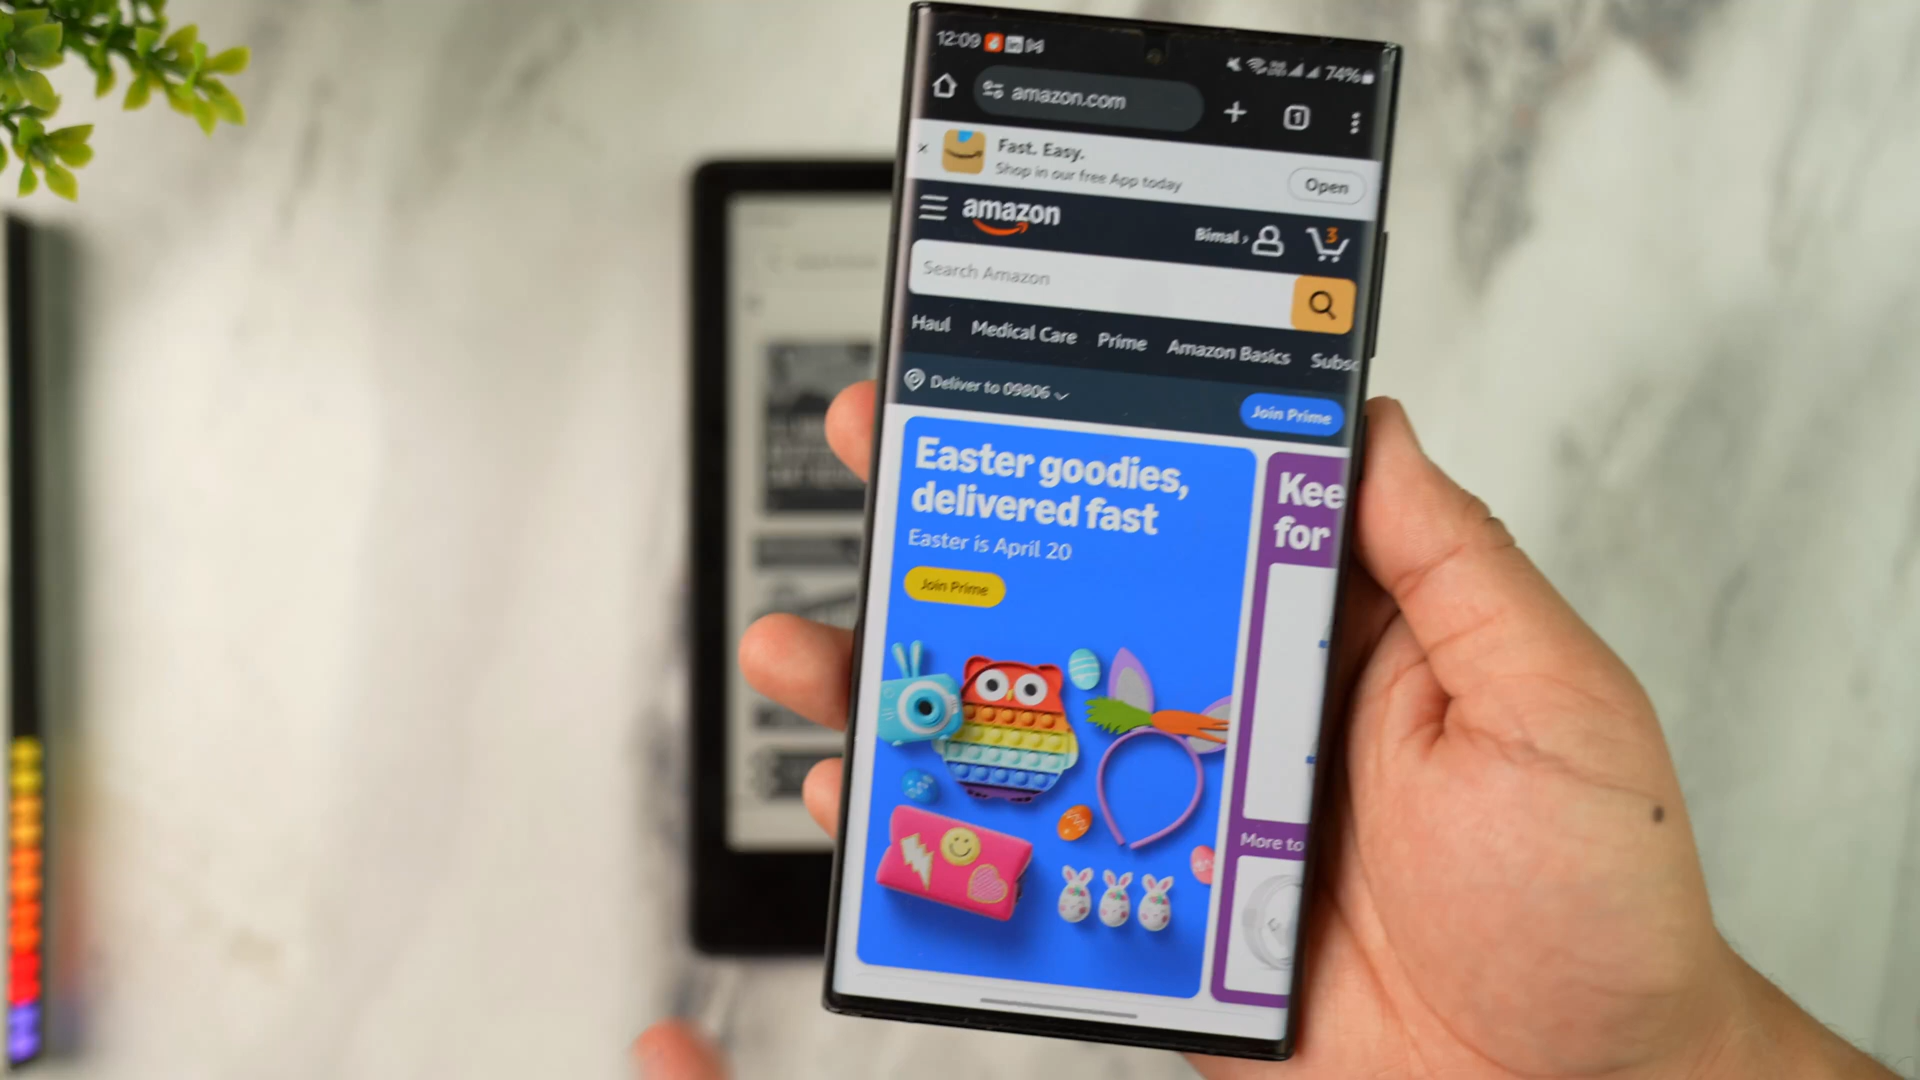 12:09
74%
amazon.com
1
Fast. Easy.
Shop in our free App today
Open
amazon
Bimal ›
3
Search Amazon
Haul Medical Care Prime Amazon Basics Subsc
Deliver to 09806
Join Prime
Easter goodies,
delivered fast
Easter is April 20
Join Prime
Kee
for
More to